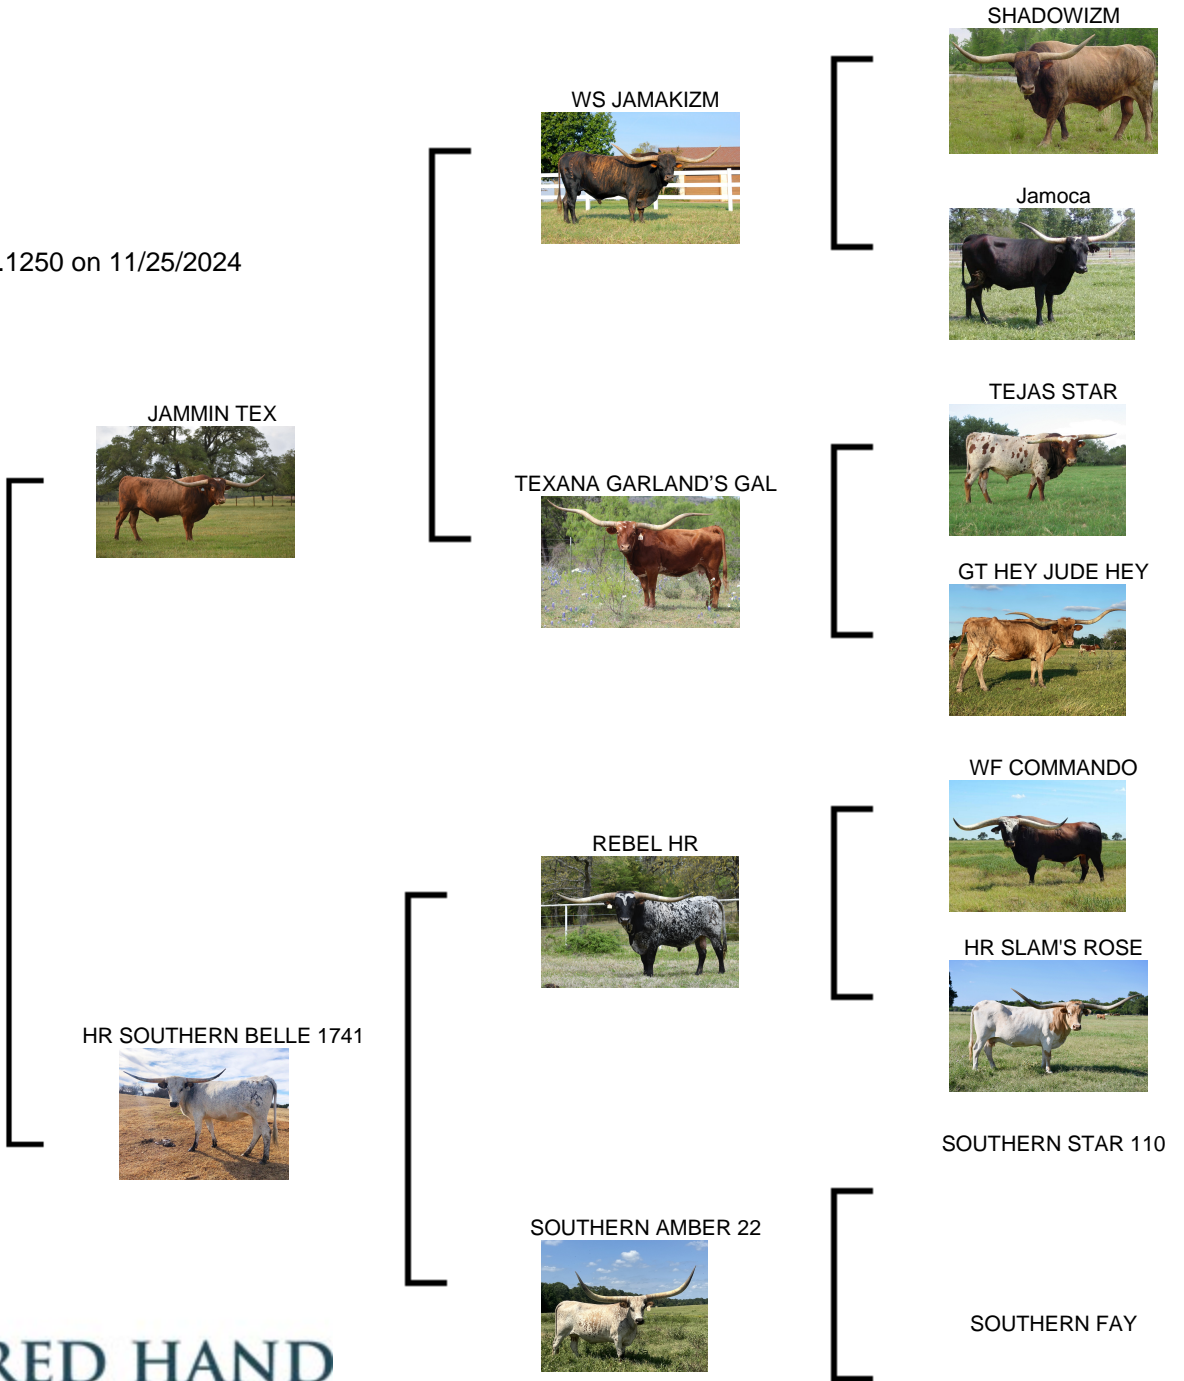 SHADOWIZM
WS JAMAKIZM
Jamoca
.1250 on 11/25/2024
TEJAS STAR
JAMMIN TEX
TEXANA GARLAND'S GAL
GT HEY JUDE HEY
WF COMMANDO
REBEL HR
HR SLAM'S ROSE
HR SOUTHERN BELLE 1741
SOUTHERN STAR 110
SOUTHERN AMBER 22
SOUTHERN FAY
RED HAND